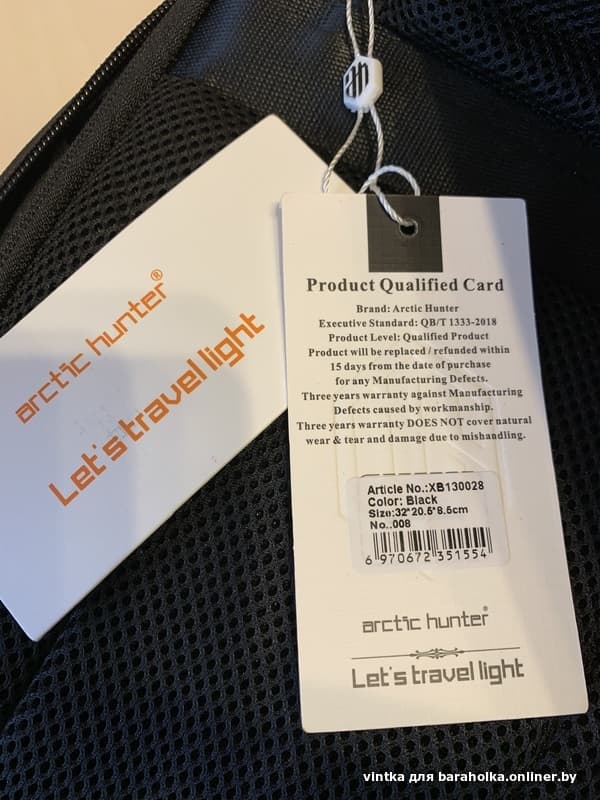 arctic hunter®
Let's travel light
Product Qualified Card
Brand: Arctic Hunter
Executive Standard: QB/T 1333-2018
Product Level: Qualified Product
Product will be replaced / refunded within
15 days from the date of purchase
for any Manufacturing Defects.
Three years warranty against Manufacturing
Defects caused by workmanship.
Three years warranty DOES NOT cover natural
wear & tear and damage due to mishandling.
Article No.:XB130028
Color: Black
Size:32*20.5*8.5cm
No.:008
6 970672 351554
arctic hunter®
Let's travel light
vintka для baraholka.onliner.by